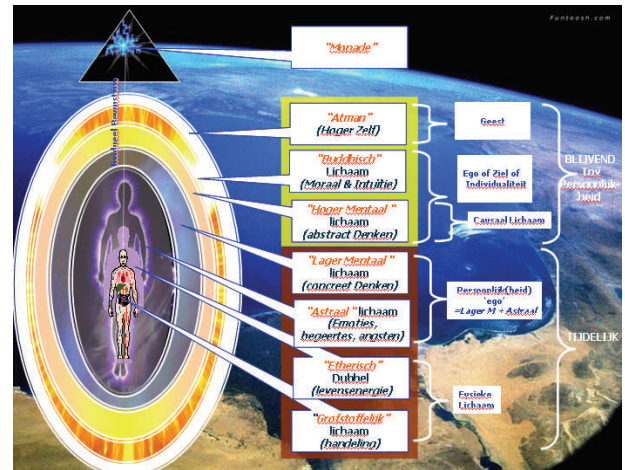 Funtoosh.com
"Monade"
"Atman"
(Hoger Zelf)
"Buddhisch"
Lichaam
(Moraal & Intuïtie)
"Hoger Mentaal"
lichaam
(abstract Denken)
"Lager Mentaal"
lichaam
(concreet Denken)
"Astraal" lichaam
(Emoties,
begeertes, angsten)
"Etherisch"
Dubbel
(levensenergie)
"Grofstoffelijk"
lichaam
(handeling)
Geest
Ego of Ziel of
Individualiteit
Causaal Lichaam
Persoonlijk(heid)
'ego'
=Lager M + Astraal
Fysieke
Lichaam
BLIJVEND
tov
Persoonlijk-
heid
TIJDELIJK